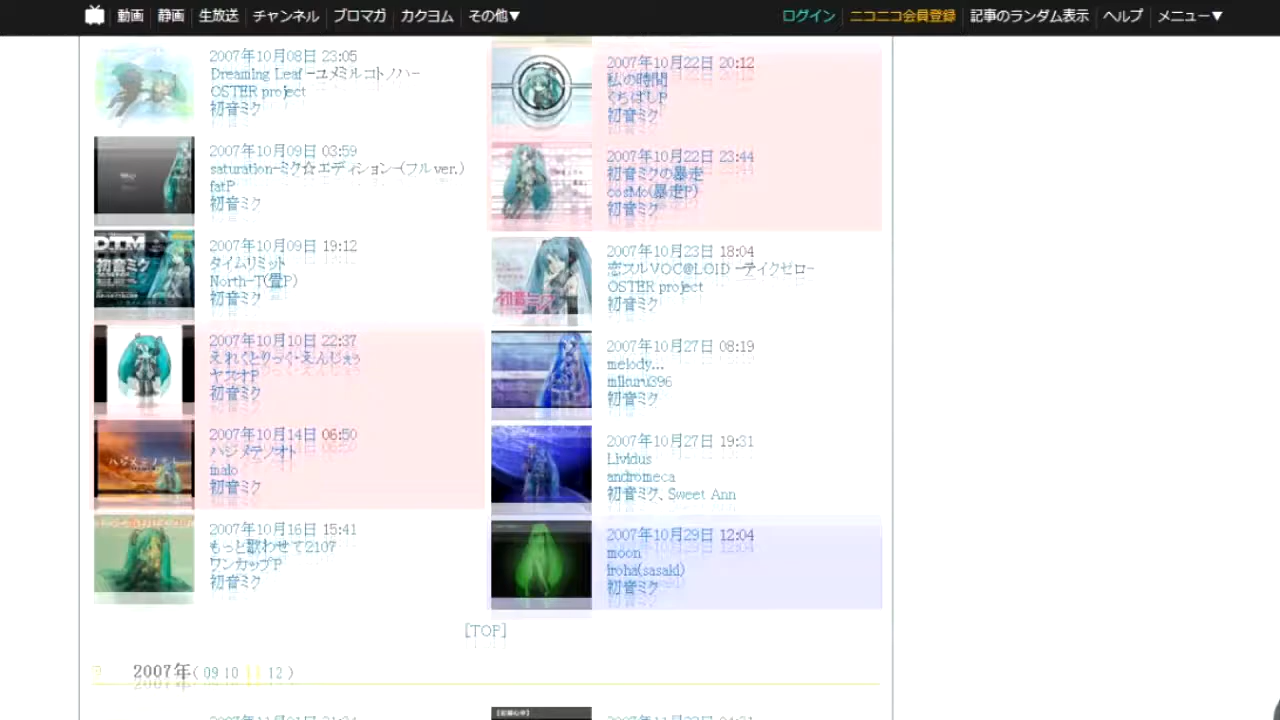 動画 静画 生放送 チャンネル ブロマガ カクヨム その他▼ ログイン ニコニコ会員登録 記事のランダム表示 ヘルプ メニュー▼
2007年10月08日 23:05
Dreaming Leaf -ユメミルコトノハ-
OSTER project
初音ミク
2007年10月09日 03:59
saturation-ミク☆エディション-(フルver.)
fatP
初音ミク
DTM
初音ミク
2007年10月09日 19:12
タイムリミット
North-T(畳P)
初音ミク
2007年10月10日 22:37
えれくとりっく・えんじぇぅ
ヤスオP
初音ミク
ハジメテノオト
2007年10月14日 06:50
ハジメテノオト
malo
初音ミク
2007年10月16日 15:41
もっと歌わせて2107
ワンカップP
初音ミク
2007年10月22日 20:12
私の時間
くちばしP
初音ミク
2007年10月22日 23:44
初音ミクの暴走
cosMo(暴走P)
初音ミク
初音ミク
2007年10月23日 18:04
恋スルVOC@LOID -テイクゼロ-
OSTER project
初音ミク
2007年10月27日 08:19
melody...
mikuru396
初音ミク
2007年10月27日 19:31
Lividus
andromeca
初音ミク、Sweet Ann
2007年10月29日 12:04
moon
iroha(sasaki)
初音ミク
[TOP]
2007年( 09 10 11 12 )